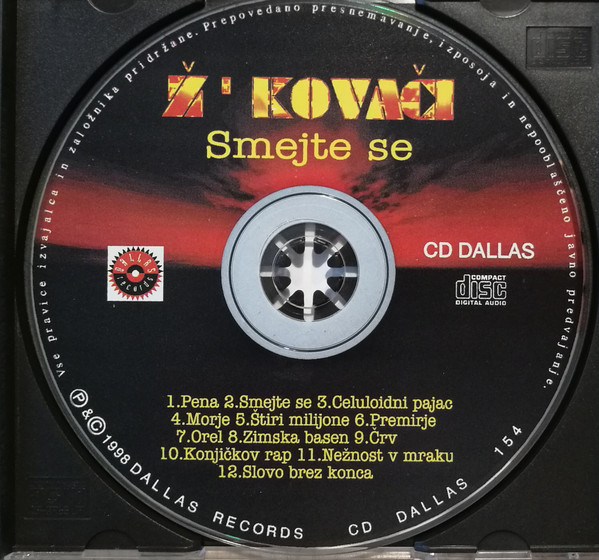 Vse pravice izvajalca in založnika pridržane. Prepovedano presnemavanje, izposoja in nepooblaščeno javno predvajanje.
Ž'KOVAČI
Smejte se
DALLAS
records
CD DALLAS
COMPACT
disc
DIGITAL AUDIO
1.Pena 2.Smejte se 3.Celuloidni pajac
4.Morje 5.Štiri milijone 6.Premirje
7.Orel 8.Zimska basen 9.Črv
10.Konjičkov rap 11.Nežnost v mraku
12.Slovo brez konca
℗&©1998 DALLAS RECORDS CD DALLAS 154